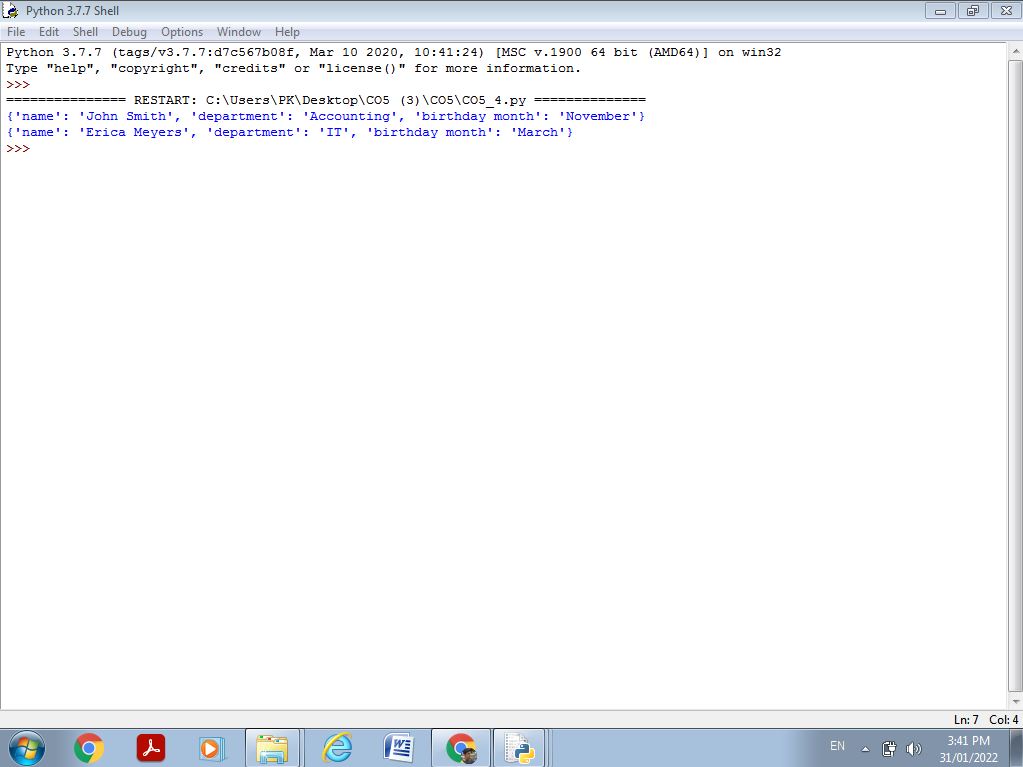 Python 3.7.7 Shell
File Edit Shell Debug Options Window Help
Python 3.7.7 (tags/v3.7.7:d7c567b08f, Mar 10 2020, 10:41:24) [MSC v.1900 64 bit (AMD64)] on win32
Type "help", "copyright", "credits" or "license()" for more information.
>>>
=============== RESTART: C:\Users\PK\Desktop\CO5 (3)\CO5\CO5_4.py ==============
{'name': 'John Smith', 'department': 'Accounting', 'birthday month': 'November'}
{'name': 'Erica Meyers', 'department': 'IT', 'birthday month': 'March'}
>>>
Ln: 7 Col: 4
EN
3:41 PM
31/01/2022